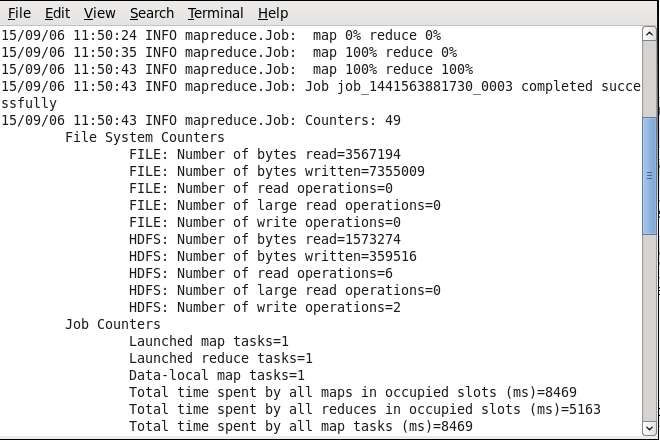 File Edit View Search Terminal Help
15/09/06 11:50:24 INFO mapreduce.Job:  map 0% reduce 0%
15/09/06 11:50:35 INFO mapreduce.Job:  map 100% reduce 0%
15/09/06 11:50:43 INFO mapreduce.Job:  map 100% reduce 100%
15/09/06 11:50:43 INFO mapreduce.Job: Job job_1441563881730_0003 completed succe
ssfully
15/09/06 11:50:43 INFO mapreduce.Job: Counters: 49
        File System Counters
                FILE: Number of bytes read=3567194
                FILE: Number of bytes written=7355009
                FILE: Number of read operations=0
                FILE: Number of large read operations=0
                FILE: Number of write operations=0
                HDFS: Number of bytes read=1573274
                HDFS: Number of bytes written=359516
                HDFS: Number of read operations=6
                HDFS: Number of large read operations=0
                HDFS: Number of write operations=2
        Job Counters
                Launched map tasks=1
                Launched reduce tasks=1
                Data-local map tasks=1
                Total time spent by all maps in occupied slots (ms)=8469
                Total time spent by all reduces in occupied slots (ms)=5163
                Total time spent by all map tasks (ms)=8469